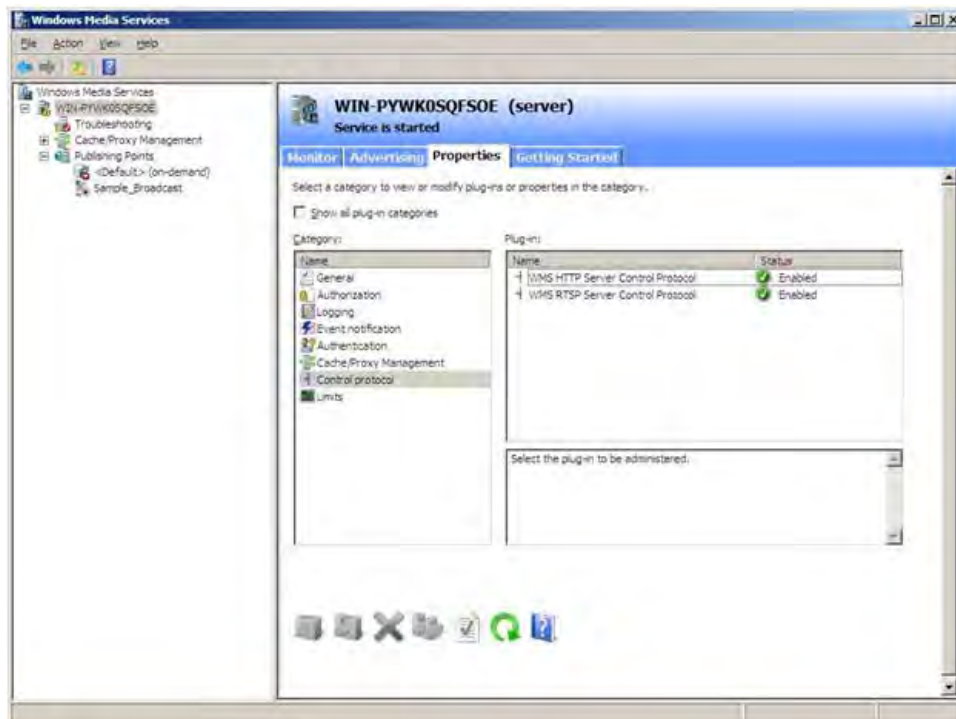 Windows Media Services
File Action View Help
Windows Media Services
WIN-PYWK0SQFSOE
Troubleshooting
Cache/Proxy Management
Publishing Points
<Default> (on-demand)
Sample_Broadcast
WIN-PYWK0SQFSOE (server)
Service is started
Monitor Advertising Properties Getting Started
Select a category to view or modify plug-ins or properties in the category.
Show all plug-in categories
Category:
Name
General
Authorization
Logging
Event notification
Authentication
Cache/Proxy Management
Control protocol
Limits
Plug-in:
Name Status
WMS HTTP Server Control Protocol Enabled
WMS RTSP Server Control Protocol Enabled
Select the plug-in to be administered.